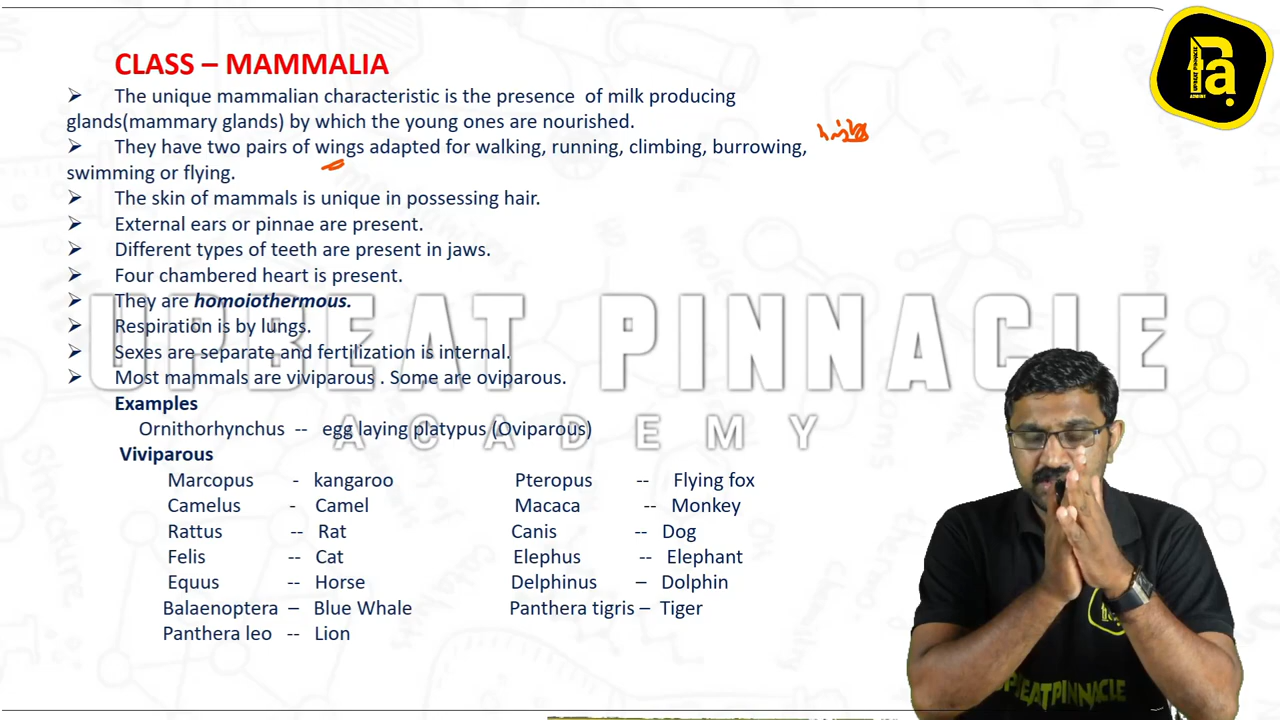 CLASS – MAMMALIA
➢ The unique mammalian characteristic is the presence of milk producing
glands(mammary glands) by which the young ones are nourished.
limbs
➢ They have two pairs of wings adapted for walking, running, climbing, burrowing,
swimming or flying.
➢ The skin of mammals is unique in possessing hair.
➢ External ears or pinnae are present.
➢ Different types of teeth are present in jaws.
➢ Four chambered heart is present.
➢ They are homoiothermous.
➢ Respiration is by lungs.
➢ Sexes are separate and fertilization is internal.
➢ Most mammals are viviparous . Some are oviparous.
Examples
Ornithorhynchus -- egg laying platypus (Oviparous)
Viviparous
Marcopus - kangaroo Pteropus -- Flying fox
Camelus - Camel Macaca -- Monkey
Rattus -- Rat Canis -- Dog
Felis -- Cat Elephus -- Elephant
Equus -- Horse Delphinus – Dolphin
Balaenoptera – Blue Whale Panthera tigris – Tiger
Panthera leo -- Lion
UPBEAT PINNACLE
ACADEMY
UPBEAT PINNACLE
UPBEATPINNACLE